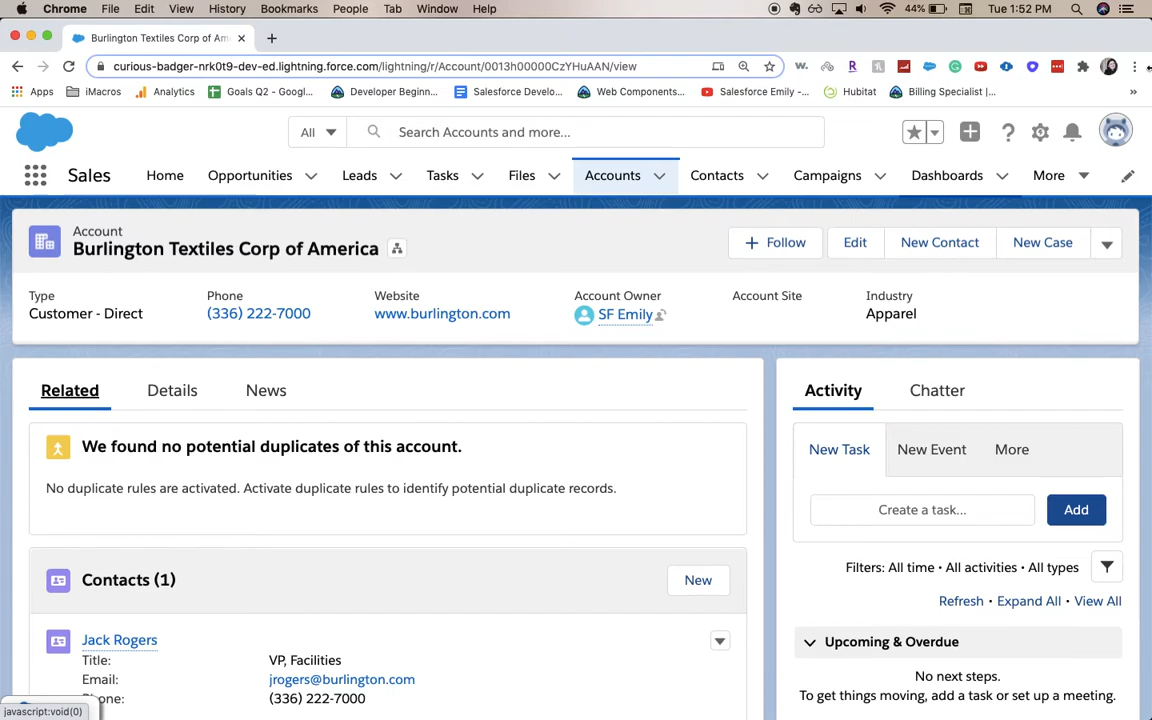 Chrome File Edit View History Bookmarks People Tab Window Help 44% Tue 1:52 PM
Burlington Textiles Corp of Am
curious-badger-nrk0t9-dev-ed.lightning.force.com/lightning/r/Account/0013h00000CzYHuAAN/view
Apps iMacros Analytics Goals Q2 - Googl... Developer Beginn... Salesforce Develo... Web Components... Salesforce Emily -... Hubitat Billing Specialist |... »
All Search Accounts and more...
Sales Home Opportunities Leads Tasks Files Accounts Contacts Campaigns Dashboards More
Account
Burlington Textiles Corp of America
+ Follow Edit New Contact New Case
Type Phone Website Account Owner Account Site Industry
Customer - Direct (336) 222-7000 www.burlington.com SF Emily Apparel
Related Details News
We found no potential duplicates of this account.
No duplicate rules are activated. Activate duplicate rules to identify potential duplicate records.
Contacts (1) New
Jack Rogers
Title: VP, Facilities
Email: jrogers@burlington.com
Phone: (336) 222-7000
Activity Chatter
New Task New Event More
Create a task... Add
Filters: All time • All activities • All types
Refresh • Expand All • View All
Upcoming & Overdue
No next steps.
To get things moving, add a task or set up a meeting.
javascript:void(0)